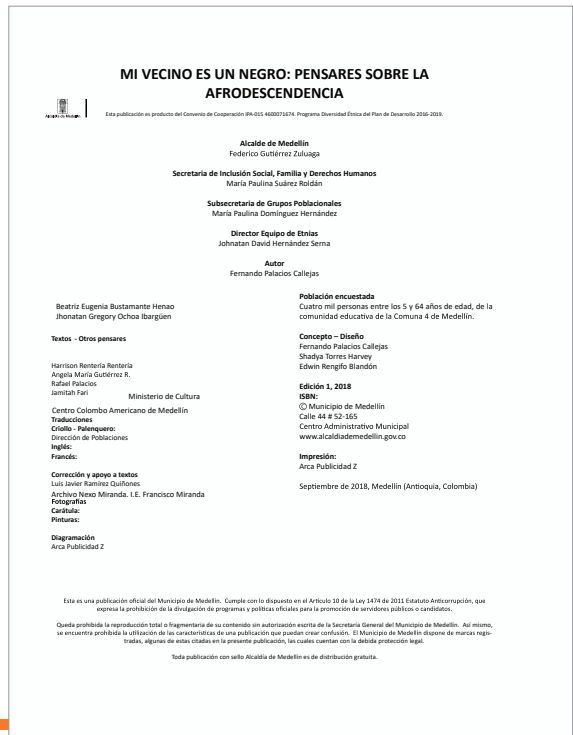 MI VECINO ES UN NEGRO: PENSARES SOBRE LA
AFRODESCENDENCIA
Alcaldía de Medellín
Esta publicación es producto del Convenio de Cooperación IPA-015 4600071674. Programa Diversidad Étnica del Plan de Desarrollo 2016-2019.
Alcalde de Medellín
Federico Gutiérrez Zuluaga
Secretaria de Inclusión Social, Familia y Derechos Humanos
María Paulina Suárez Roldán
Subsecretaria de Grupos Poblacionales
María Paulina Domínguez Hernández
Director Equipo de Etnias
Johnatan David Hernández Serna
Autor
Fernando Palacios Callejas
Beatriz Eugenia Bustamante Henao
Jhonatan Gregory Ochoa Ibargüen
Textos - Otros pensares
Harrison Rentería Rentería
Angela María Gutiérrez R.
Rafael Palacios
Jamitah Fari
Ministerio de Cultura
Centro Colombo Americano de Medellín
Traducciones
Criollo - Palenquero:
Dirección de Poblaciones
Inglés:
Francés:
Corrección y apoyo a textos
Luis Javier Ramírez Quiñones
Archivo Nexo Miranda. I.E. Francisco Miranda
Fotografías
Carátula:
Pinturas:
Diagramación
Arca Publicidad Z
Población encuestada
Cuatro mil personas entre los 5 y 64 años de edad, de la
comunidad educativa de la Comuna 4 de Medellín.
Concepto – Diseño
Fernando Palacios Callejas
Shadya Torres Harvey
Edwin Rengifo Blandón
Edición 1, 2018
ISBN:
© Municipio de Medellín
Calle 44 # 52-165
Centro Administrativo Municipal
www.alcaldiademedellin.gov.co
Impresión:
Arca Publicidad Z
Septiembre de 2018, Medellín (Antioquia, Colombia)
Esta es una publicación oficial del Municipio de Medellín. Cumple con lo dispuesto en el Artículo 10 de la Ley 1474 de 2011 Estatuto Anticorrupción, que
expresa la prohibición de la divulgación de programas y políticas oficiales para la promoción de servidores públicos o candidatos.
Queda prohibida la reproducción total o fragmentaria de su contenido sin autorización escrita de la Secretaría General del Municipio de Medellín. Así mismo,
se encuentra prohibida la utilización de las características de una publicación que puedan crear confusión. El Municipio de Medellín dispone de marcas regis-
tradas, algunas de estas citadas en la presente publicación, las cuales cuentan con la debida protección legal.
Toda publicación con sello Alcaldía de Medellín es de distribución gratuita.